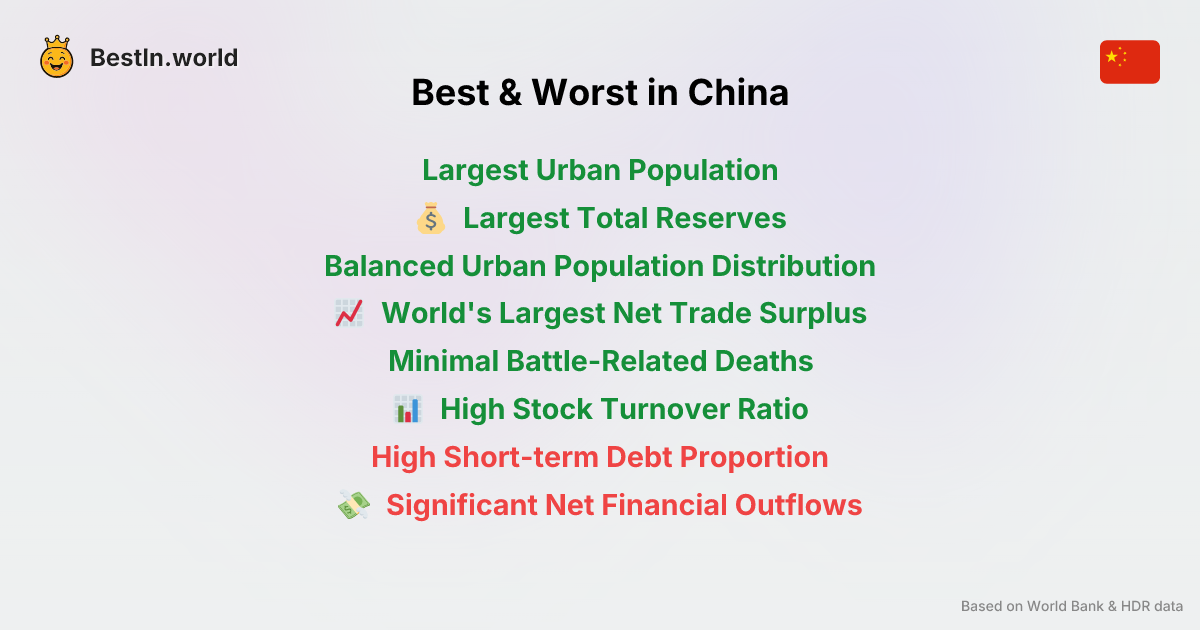 BestIn.world
Best & Worst in China
Largest Urban Population
Largest Total Reserves
Balanced Urban Population Distribution
World's Largest Net Trade Surplus
Minimal Battle-Related Deaths
High Stock Turnover Ratio
High Short-term Debt Proportion
Significant Net Financial Outflows
Based on World Bank & HDR data